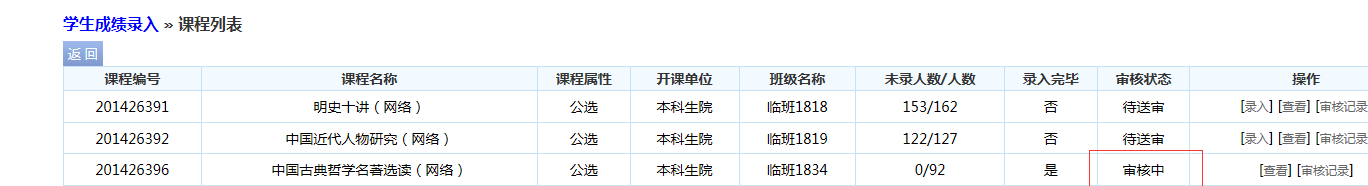 学生成绩录入 » 课程列表
返 回
课程编号 课程名称 课程属性 开课单位 班级名称 未录人数/人数 录入完毕 审核状态 操作
201426391 明史十讲（网络） 公选 本科生院 临班1818 153/162 否 待送审 [录入] [查看] [审核记录
201426392 中国近代人物研究（网络） 公选 本科生院 临班1819 122/127 否 待送审 [录入] [查看] [审核记录
201426396 中国古典哲学名著选读（网络） 公选 本科生院 临班1834 0/92 是 审核中 [查看] [审核记录]